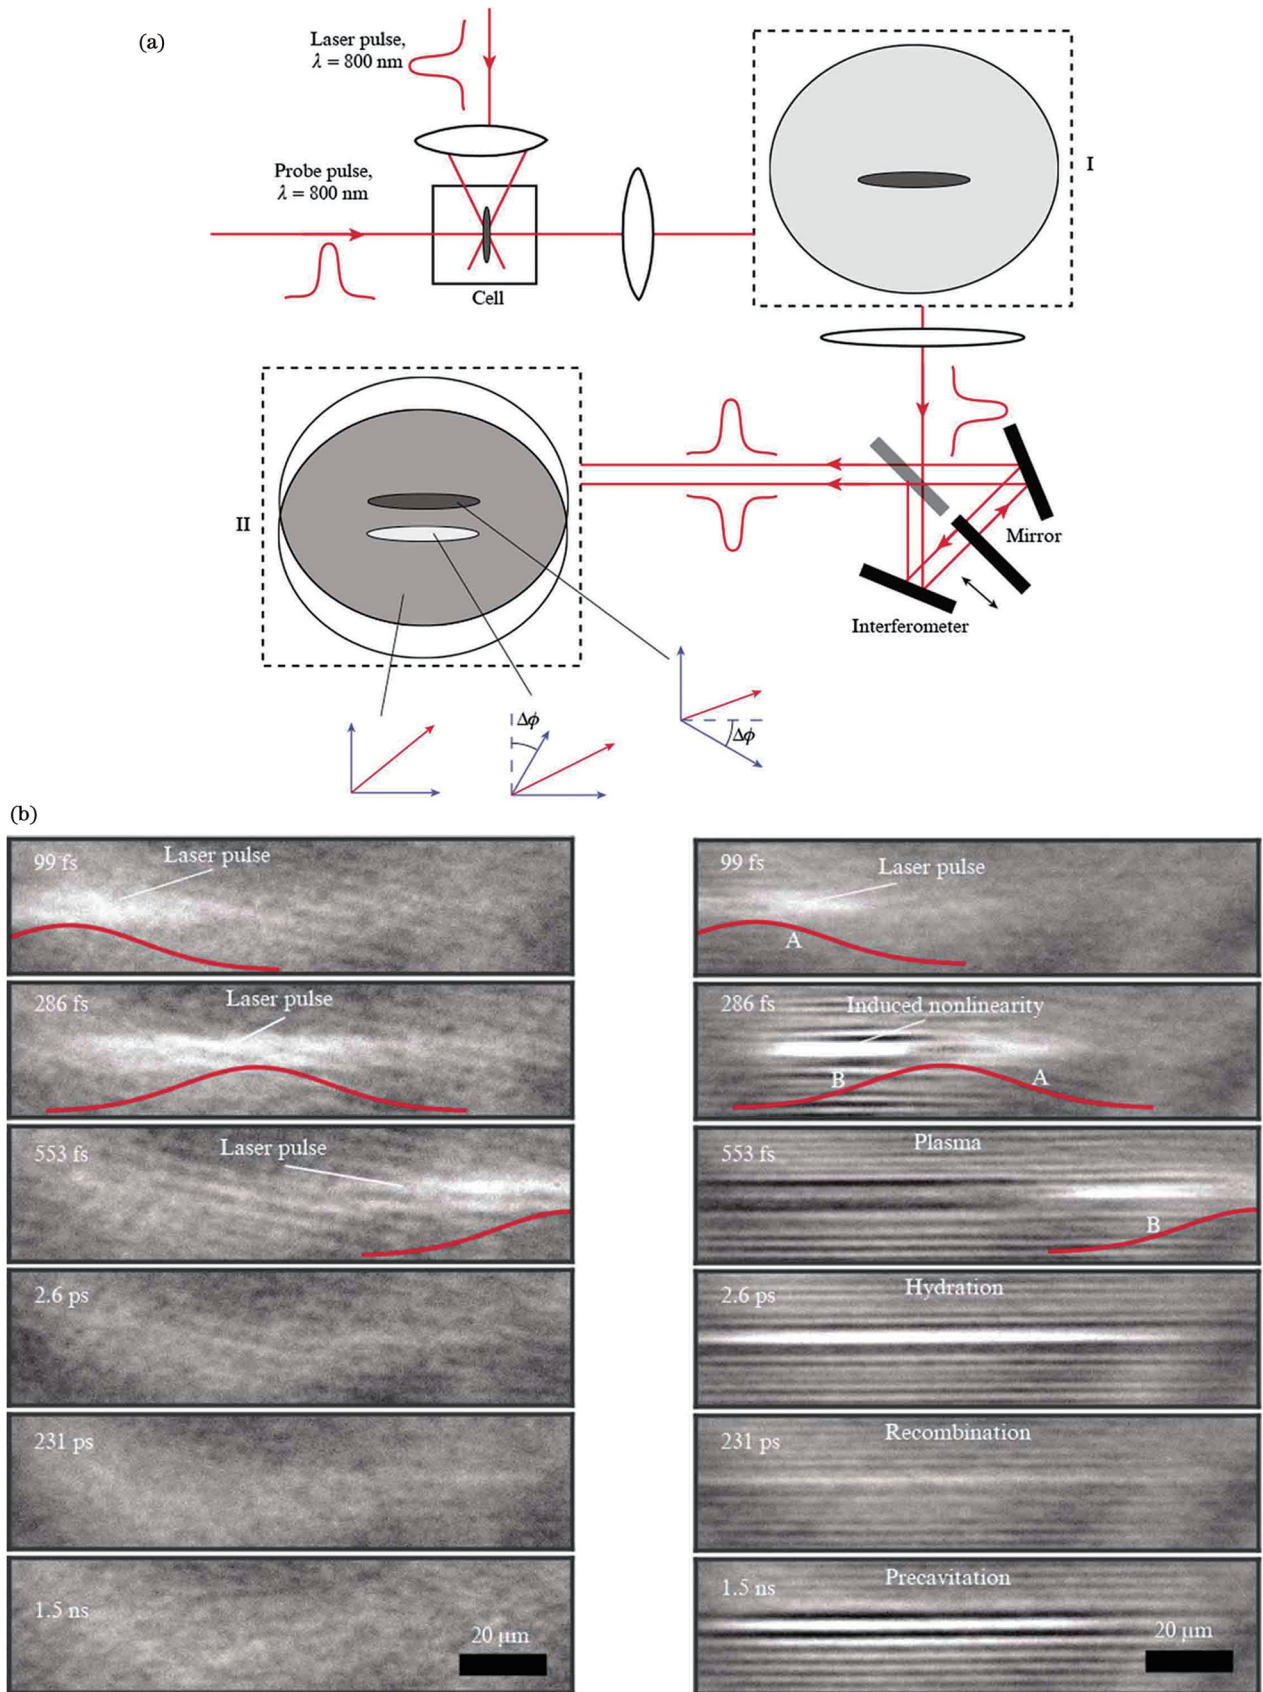 (a)
Laser pulse,
λ = 800 nm
Probe pulse,
λ = 800 nm
Cell
I
II
Mirror
Interferometer
Δϕ
Δϕ
(b)
99 fs
Laser pulse
286 fs
Laser pulse
553 fs
Laser pulse
2.6 ps
231 ps
1.5 ns
20 μm
99 fs
Laser pulse
A
286 fs
Induced nonlinearity
B
A
553 fs
Plasma
B
2.6 ps
Hydration
231 ps
Recombination
1.5 ns
Precavitation
20 μm